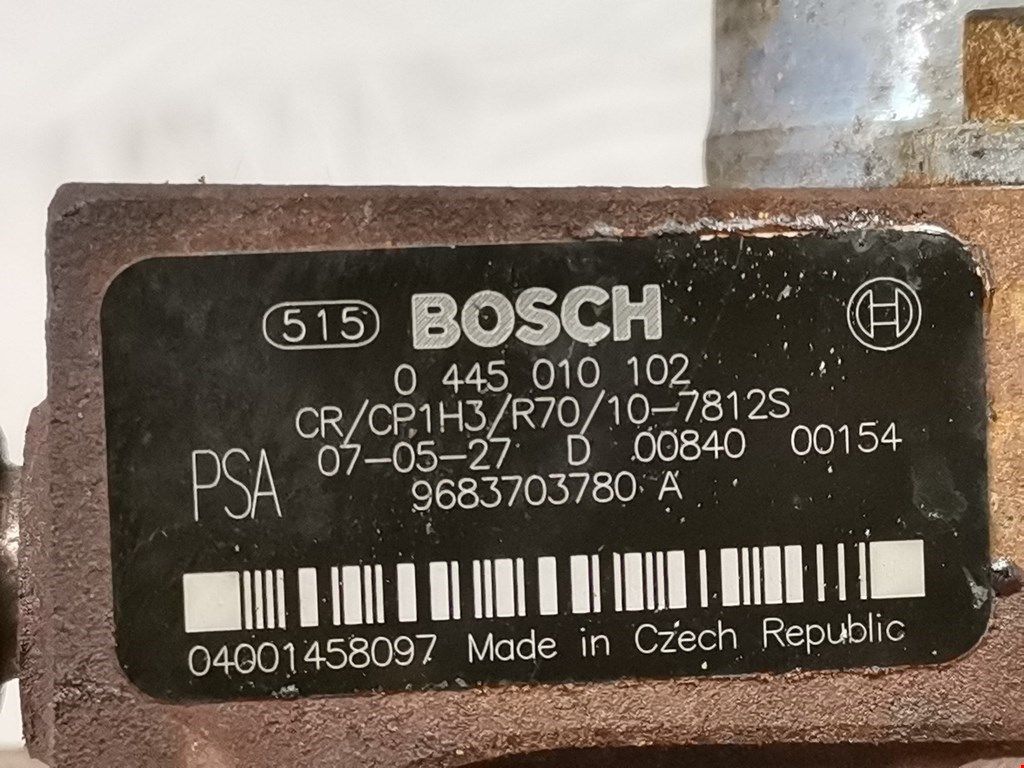 515 BOSCH
0 445 010 102
CR/CP1H3/R70/10-7812S
PSA 07-05-27 D 00840 00154
9683703780 A
04001458097 Made in Czech Republic